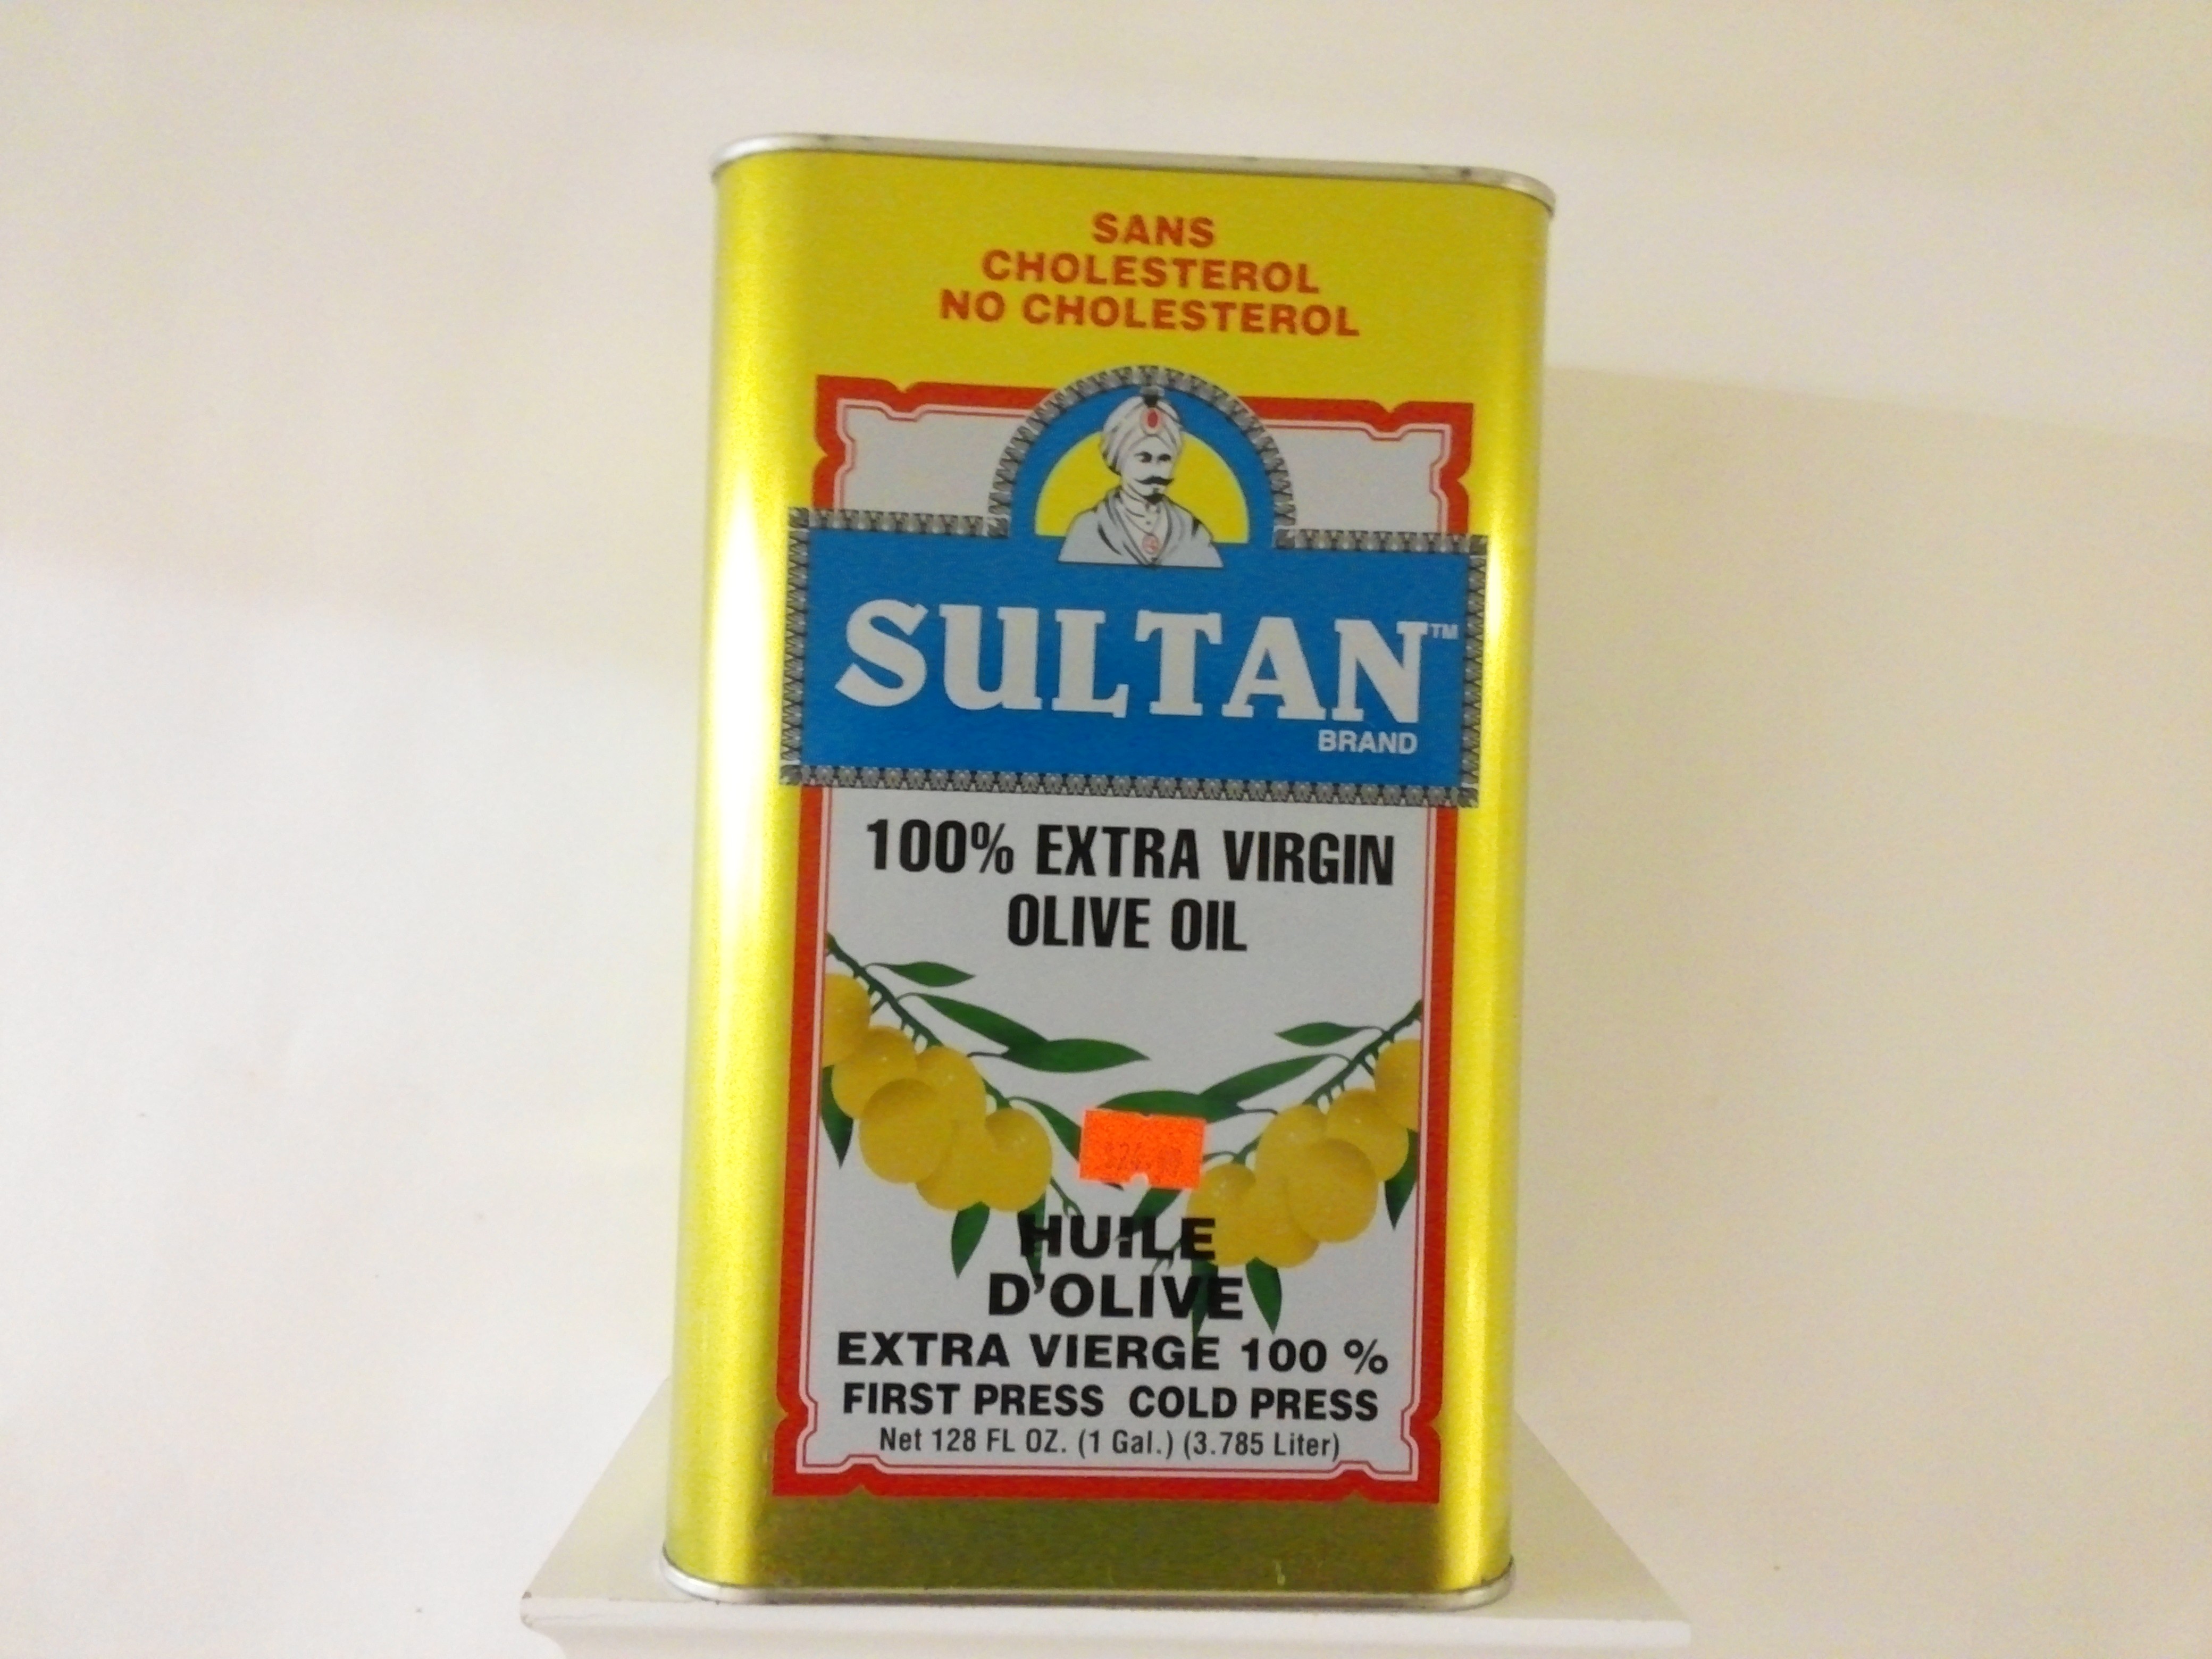 SANS
CHOLESTEROL
NO CHOLESTEROL
SULTAN™
BRAND
100% EXTRA VIRGIN
OLIVE OIL
HUILE
D'OLIVE
EXTRA VIERGE 100 %
FIRST PRESS COLD PRESS
Net 128 FL OZ. (1 Gal.) (3.785 Liter)